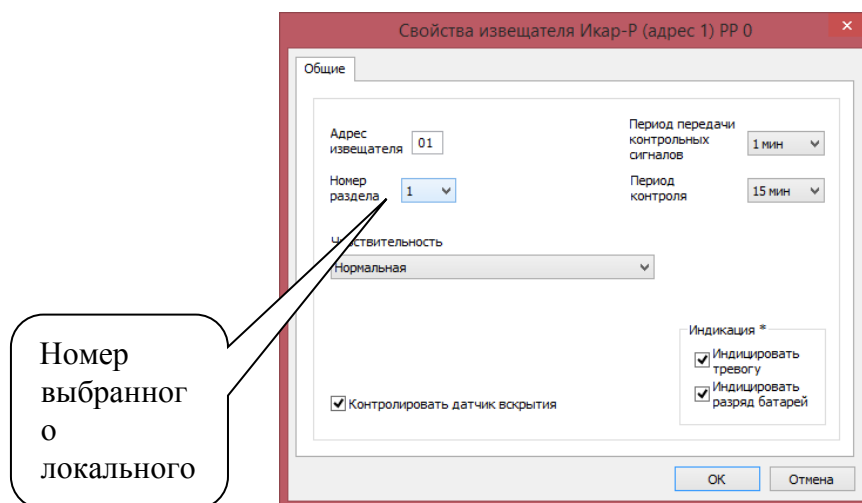 Свойства извещателя Икар-Р (адрес 1) РР 0
×
Общие
Адрес
извещателя
01
Период передачи
контрольных
сигналов
1 мин
Номер
раздела
1
Период
контроля
15 мин
Чувствительность
Нормальная
Номер
выбранног
о
локального
Индикация *
Индицировать
тревогу
Индицировать
разряд батарей
Контролировать датчик вскрытия
ОК
Отмена